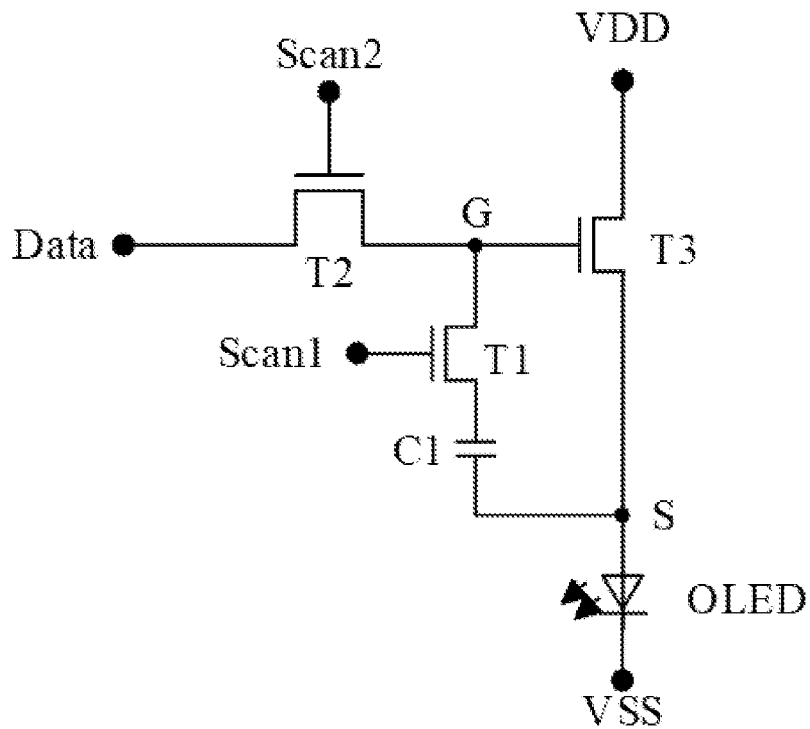 VDD
Scan2
G
Data
T2
T3
Scan1
T1
C1
S
OLED
VSS